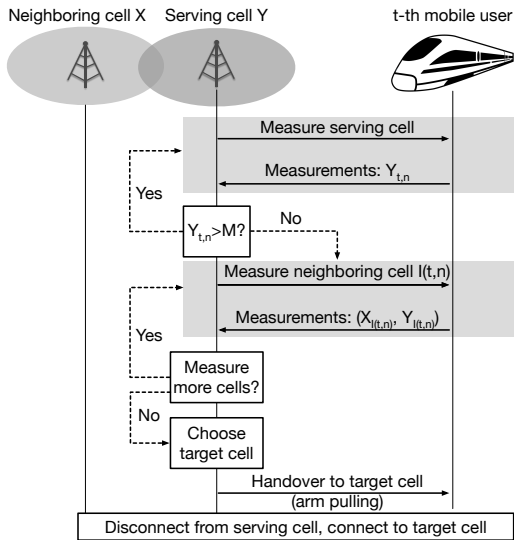 Neighboring cell X Serving cell Y t-th mobile user
Measure serving cell
Measurements: Y_{t,n}
Yes
Y_{t,n}>M?
No
Measure neighboring cell I(t,n)
Measurements: (X_{I(t,n)}, Y_{I(t,n)})
Yes
Measure
more cells?
No
Choose
target cell
Handover to target cell
(arm pulling)
Disconnect from serving cell, connect to target cell